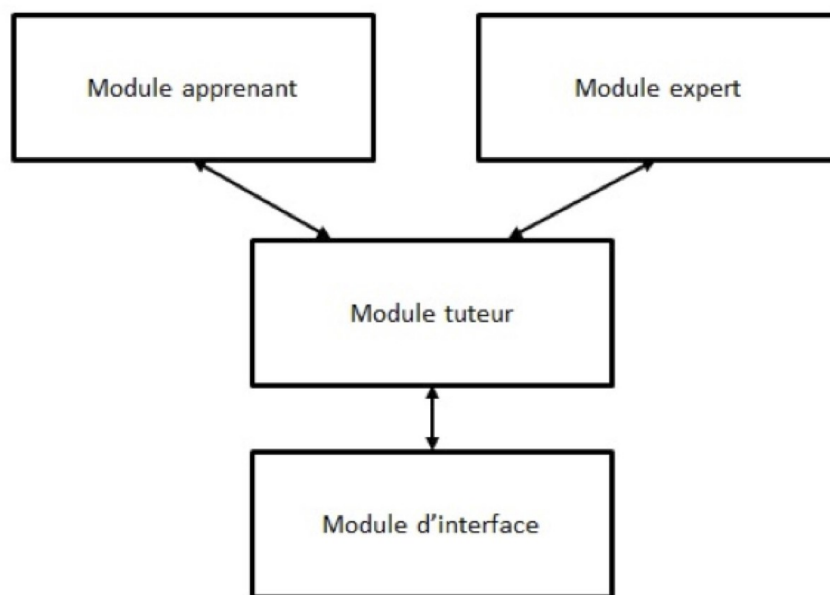 Module apprenant
Module expert
Module tuteur
Module d'interface